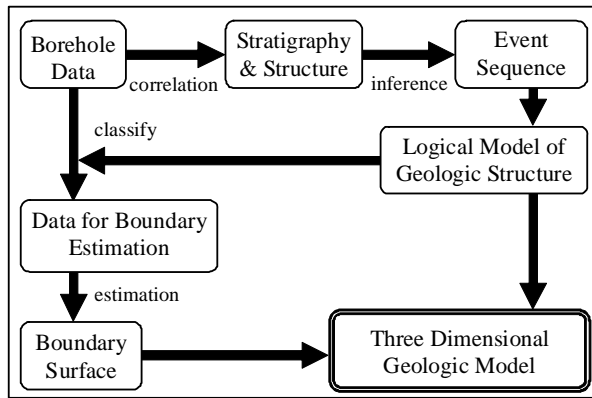 Borehole
Data
correlation
Stratigraphy
& Structure
inference
Event
Sequence
classify
Logical Model of
Geologic Structure
Data for Boundary
Estimation
estimation
Boundary
Surface
Three Dimensional
Geologic Model